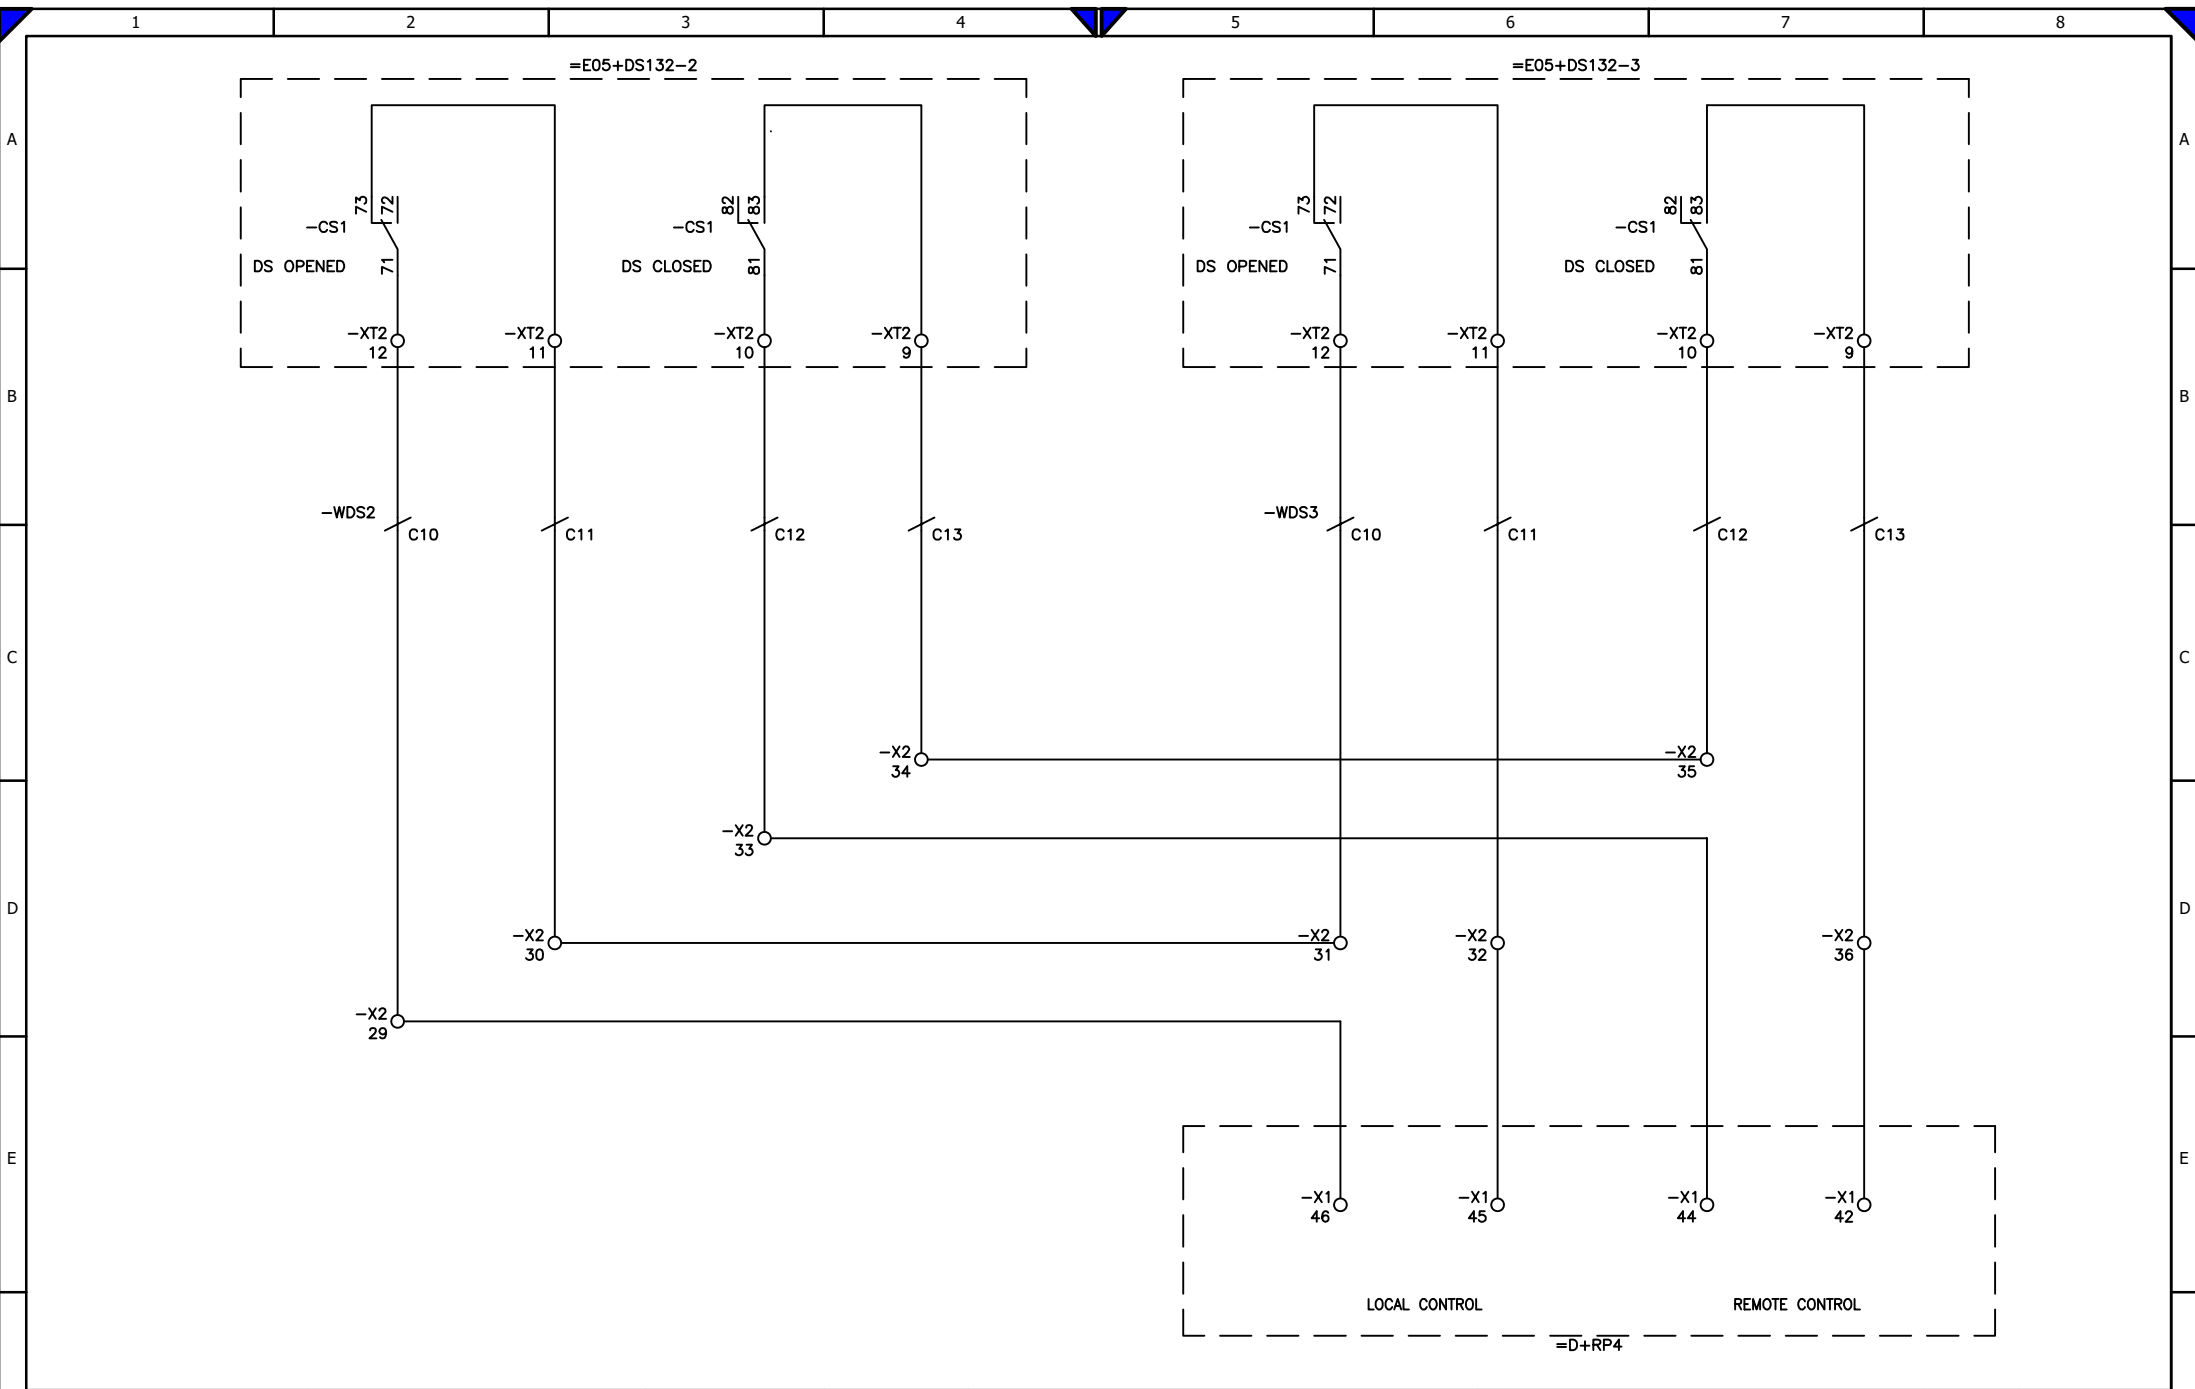 1 2 3 4 5 6 7 8
=E05+DS132-2 =E05+DS132-3
A A
73 72 82 83 73 72 82 83
-CS1 -CS1 -CS1 -CS1
DS OPENED 71 DS CLOSED 81 DS OPENED 71 DS CLOSED 81
-XT2 -XT2 -XT2 -XT2 -XT2 -XT2 -XT2 -XT2
12 11 10 9 12 11 10 9
B B
-WDS2 -WDS3
C10 C11 C12 C13 C10 C11 C12 C13
C C
-X2 -X2
34 35
-X2
33
D D
-X2 -X2 -X2 -X2
30 31 32 36
-X2
29
E E
-X1 -X1 -X1 -X1
46 45 44 42
LOCAL CONTROL REMOTE CONTROL
=D+RP4